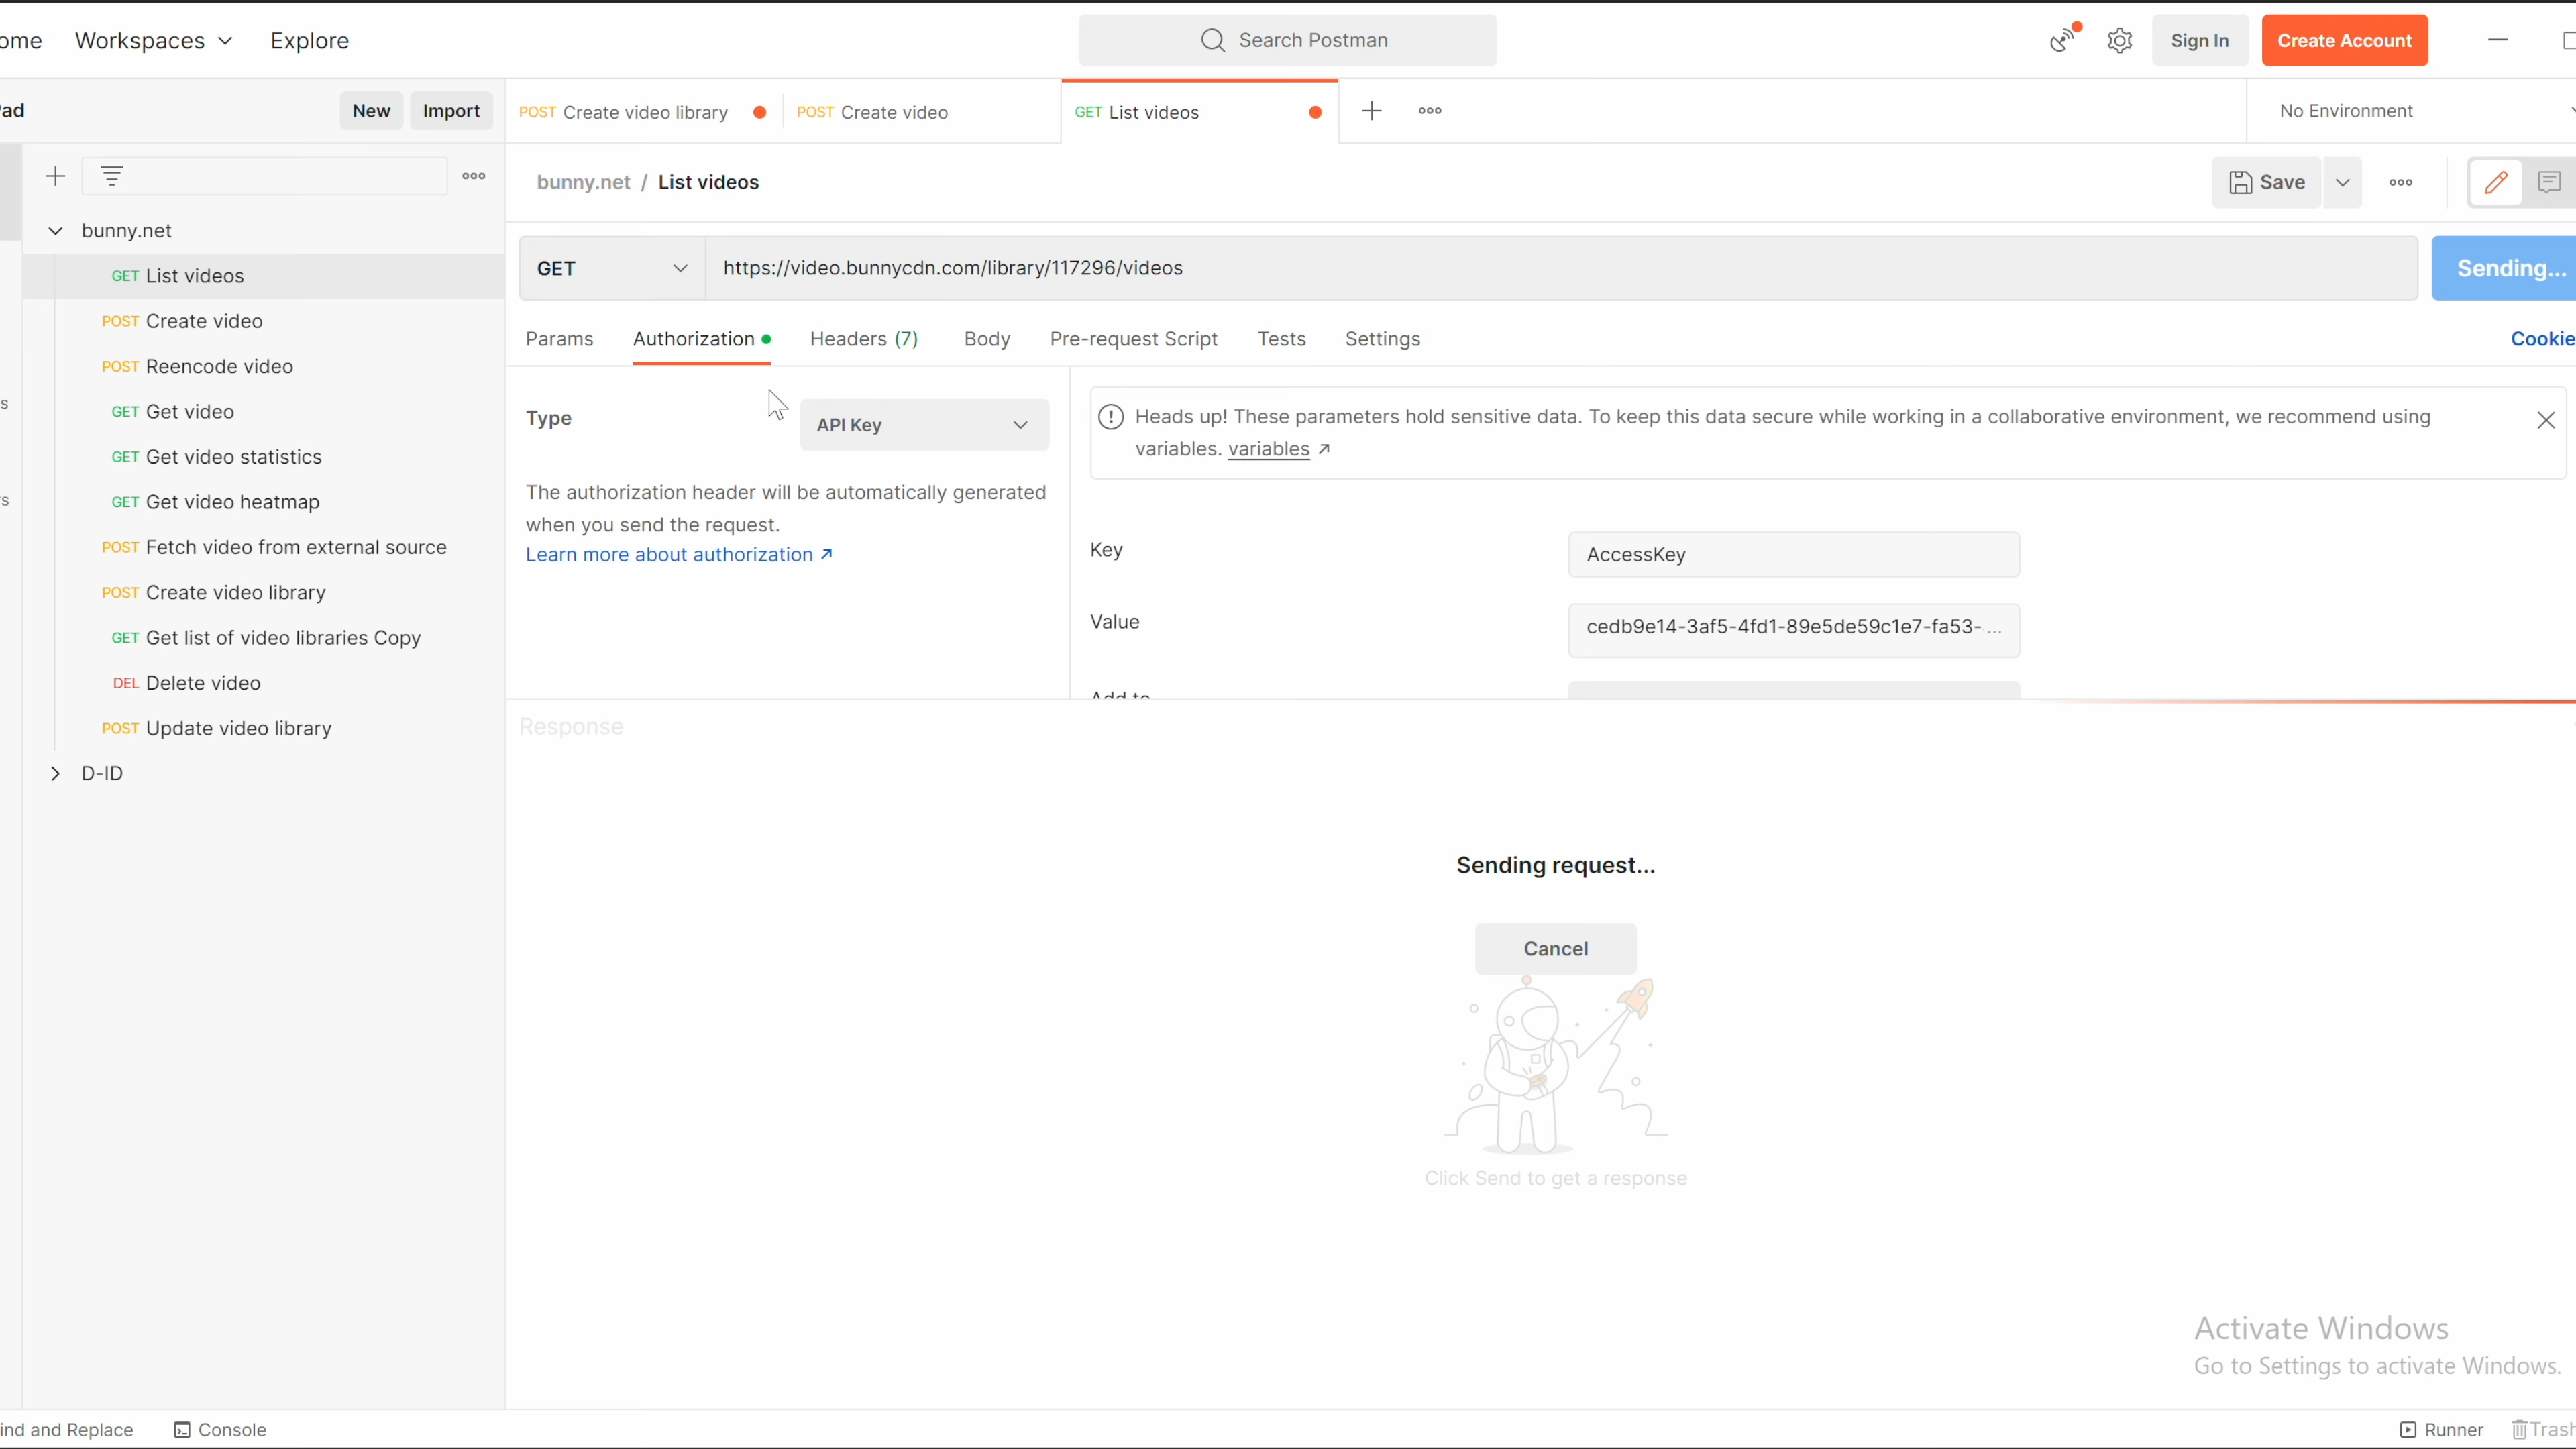 ome Workspaces Explore Search Postman Sign In Create Account
Pad New Import POST Create video library POST Create video GET List videos No Environment
bunny.net / List videos Save
bunny.net
GET https://video.bunnycdn.com/library/117296/videos Sending...
GET List videos
POST Create video
POST Reencode video
GET Get video
GET Get video statistics
GET Get video heatmap
POST Fetch video from external source
POST Create video library
GET Get list of video libraries Copy
DEL Delete video
POST Update video library
D-ID
Params Authorization Headers (7) Body Pre-request Script Tests Settings Cookie
Type API Key
The authorization header will be automatically generated
when you send the request.
Learn more about authorization
Heads up! These parameters hold sensitive data. To keep this data secure while working in a collaborative environment, we recommend using
variables. variables
Key AccessKey
Value cedb9e14-3af5-4fd1-89e5de59c1e7-fa53- ...
Add to
Response
Sending request...
Cancel
Click Send to get a response
Activate Windows
Go to Settings to activate Windows.
ind and Replace Console Runner Trash